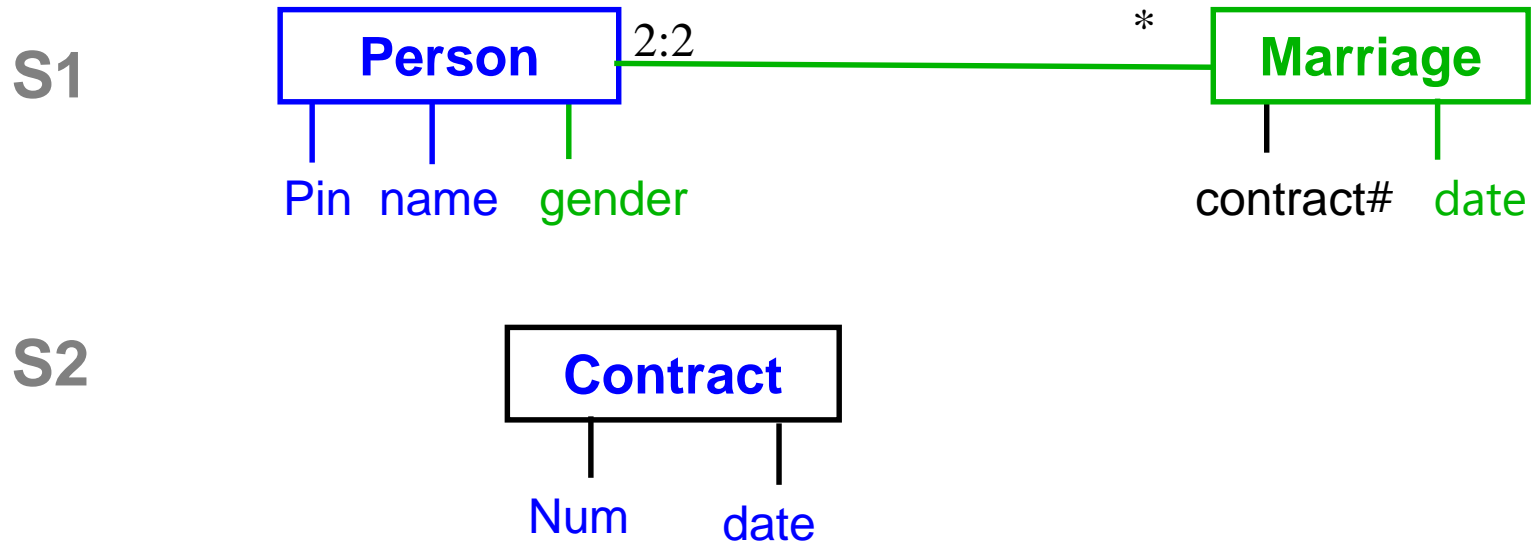 S1
Person 2:2 * Marriage
Pin name gender contract# date
S2
Contract
Num date